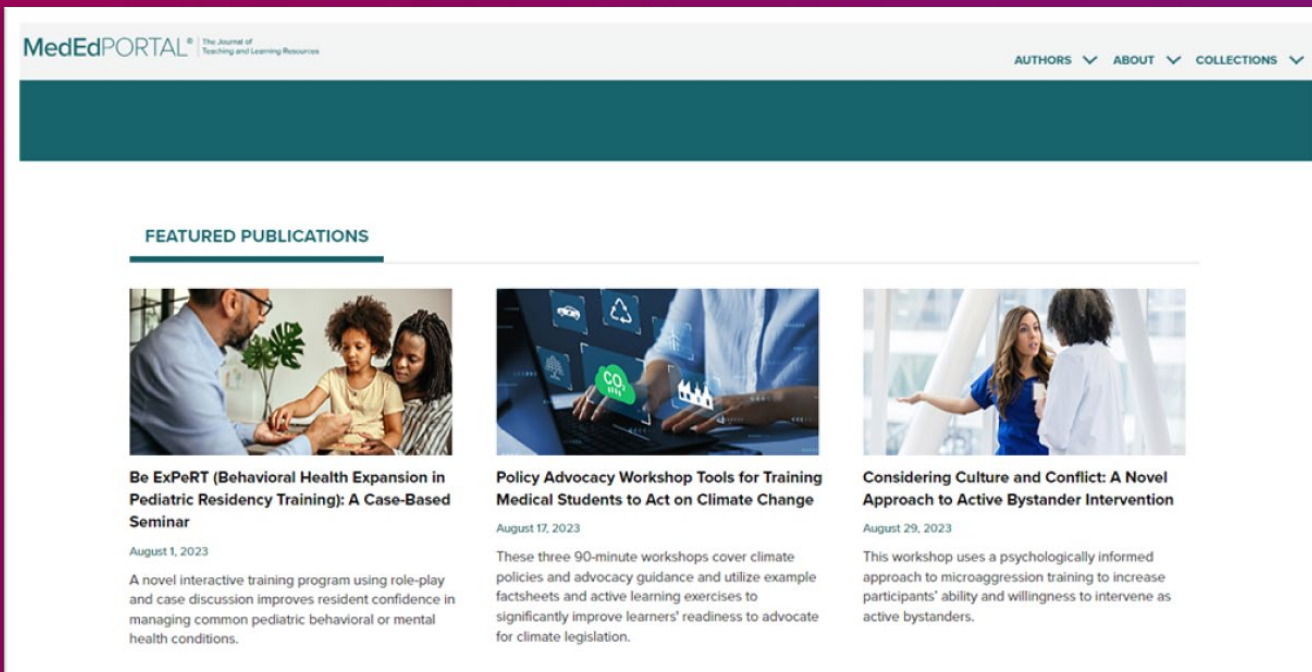 MedEdPORTAL® The Journal of
Teaching and Learning Resources
AUTHORS ABOUT COLLECTIONS
FEATURED PUBLICATIONS
CO₂
Be ExPeRT (Behavioral Health Expansion in
Pediatric Residency Training): A Case-Based
Seminar
August 1, 2023
A novel interactive training program using role-play
and case discussion improves resident confidence in
managing common pediatric behavioral or mental
health conditions.
Policy Advocacy Workshop Tools for Training
Medical Students to Act on Climate Change
August 17, 2023
These three 90-minute workshops cover climate
policies and advocacy guidance and utilize example
factsheets and active learning exercises to
significantly improve learners' readiness to advocate
for climate legislation.
Considering Culture and Conflict: A Novel
Approach to Active Bystander Intervention
August 29, 2023
This workshop uses a psychologically informed
approach to microaggression training to increase
participants' ability and willingness to intervene as
active bystanders.